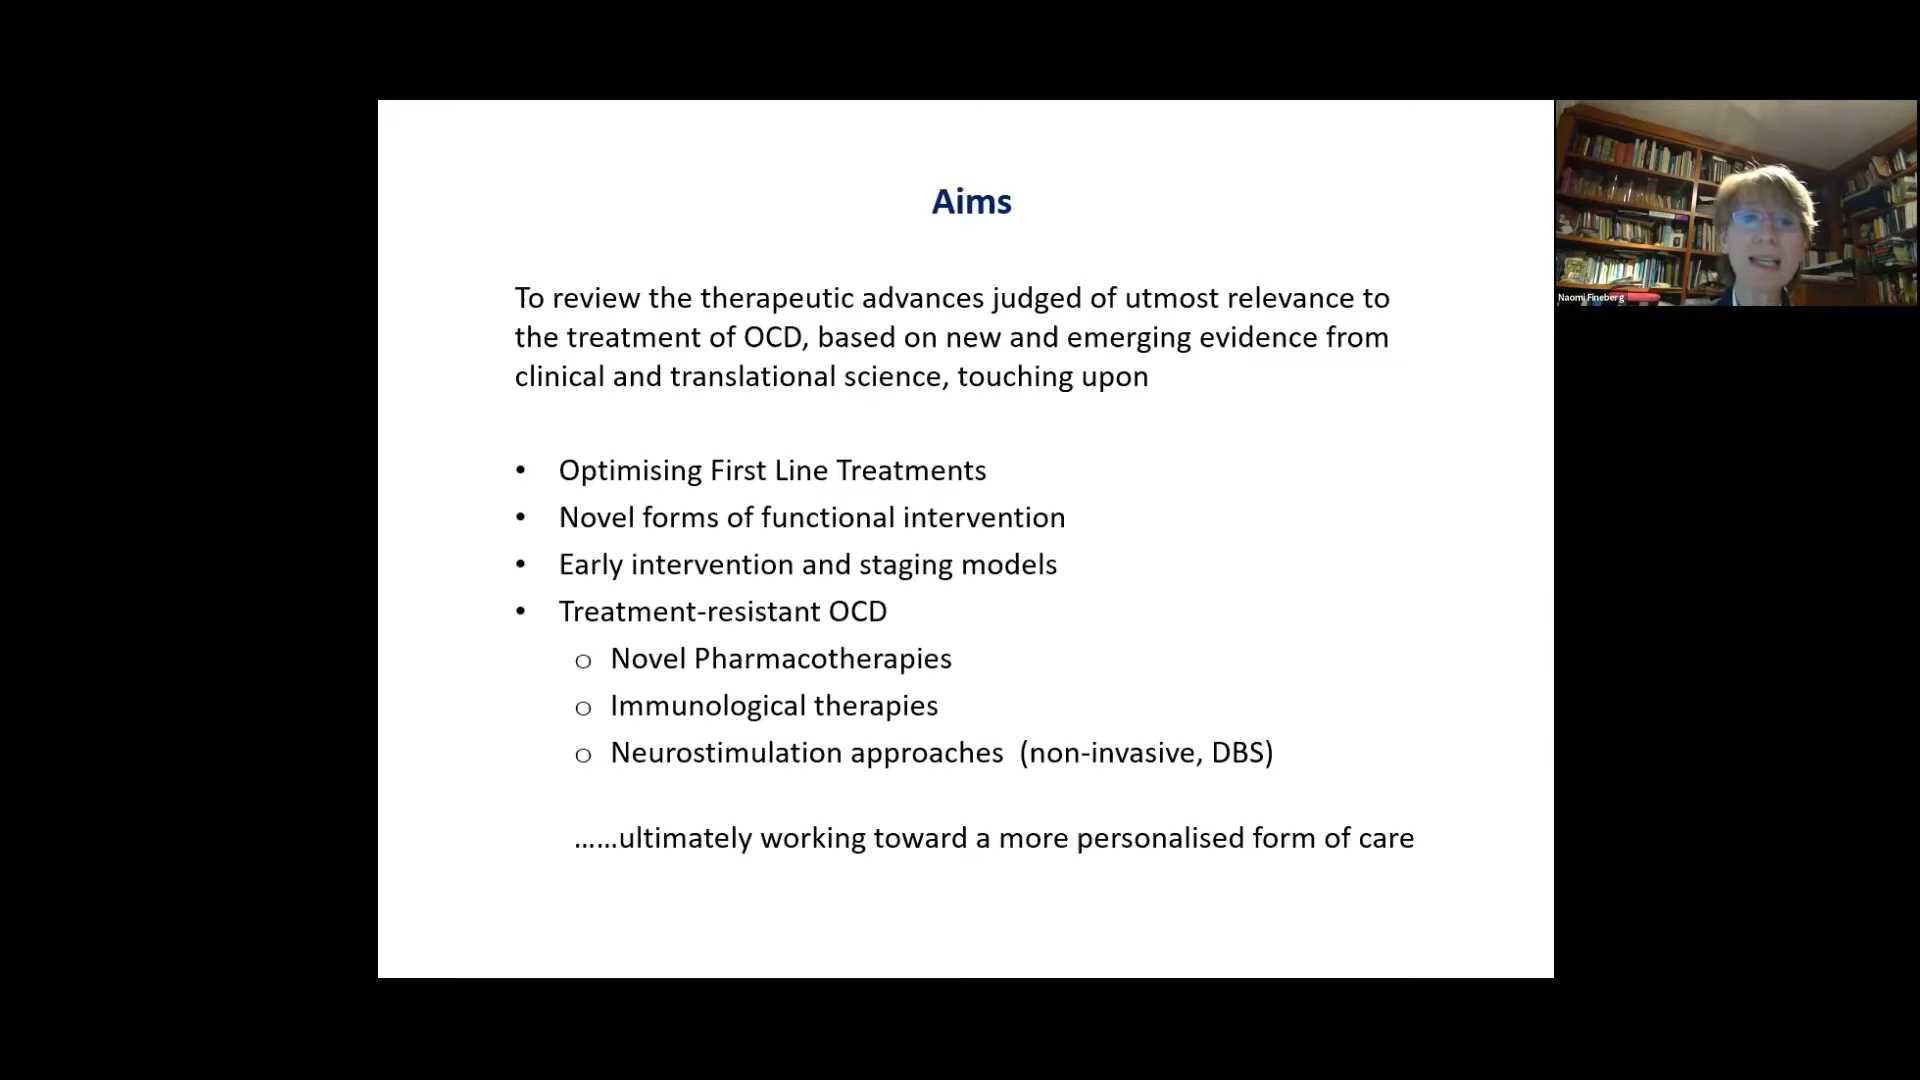 Aims
To review the therapeutic advances judged of utmost relevance to
the treatment of OCD, based on new and emerging evidence from
clinical and translational science, touching upon
• Optimising First Line Treatments
• Novel forms of functional intervention
• Early intervention and staging models
• Treatment-resistant OCD
o Novel Pharmacotherapies
o Immunological therapies
o Neurostimulation approaches (non-invasive, DBS)
......ultimately working toward a more personalised form of care
Naomi Fineberg